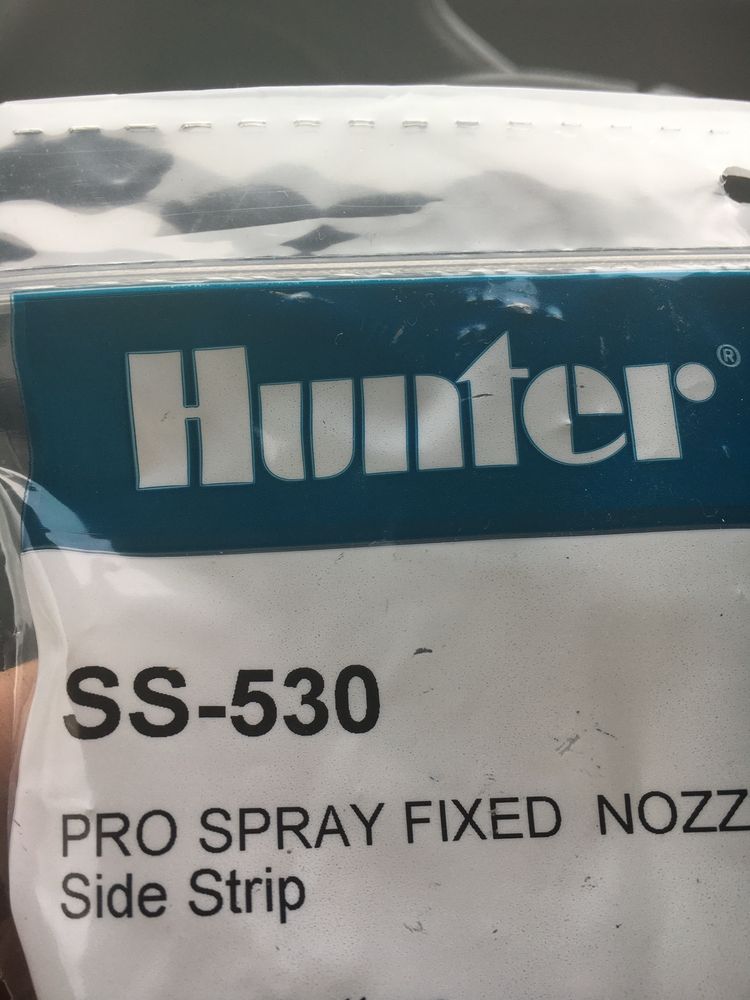 Hunter®
SS-530
PRO SPRAY FIXED NOZZ
Side Strip